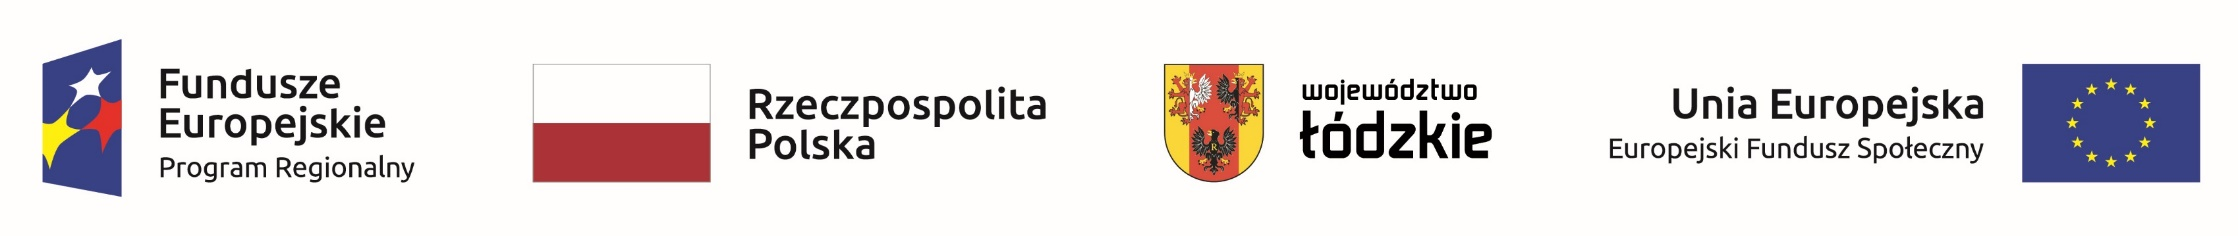 Fundusze
Europejskie
Program Regionalny
Rzeczpospolita
Polska
województwo
łódzkie
Unia Europejska
Europejski Fundusz Społeczny